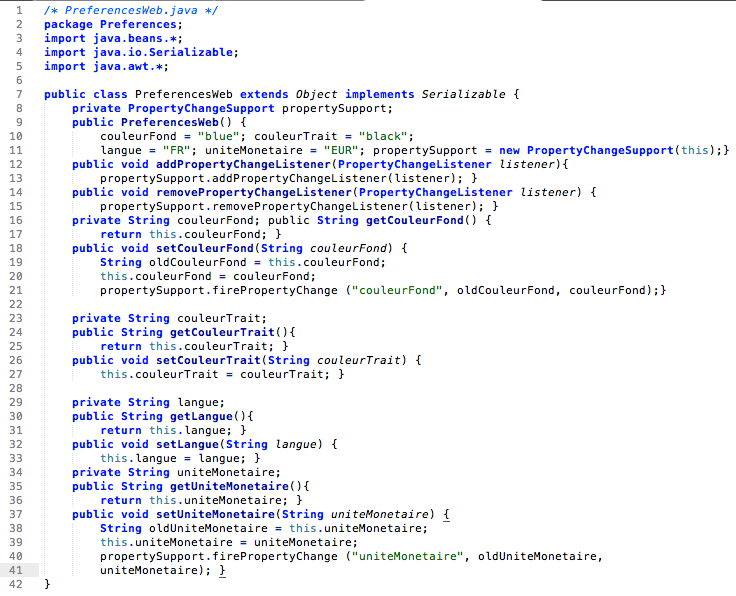 1 /* PreferencesWeb.java */
2 package Preferences;
3 import java.beans.*;
4 import java.io.Serializable;
5 import java.awt.*;
6
7 public class PreferencesWeb extends Object implements Serializable {
8     private PropertyChangeSupport propertySupport;
9     public PreferencesWeb() {
10         couleurFond = "blue"; couleurTrait = "black";
11         langue = "FR"; uniteMonetaire = "EUR"; propertySupport = new PropertyChangeSupport(this);}
12     public void addPropertyChangeListener(PropertyChangeListener listener){
13         propertySupport.addPropertyChangeListener(listener); }
14     public void removePropertyChangeListener(PropertyChangeListener listener) {
15         propertySupport.removePropertyChangeListener(listener); }
16     private String couleurFond; public String getCouleurFond() {
17         return this.couleurFond; }
18     public void setCouleurFond(String couleurFond) {
19         String oldCouleurFond = this.couleurFond;
20         this.couleurFond = couleurFond;
21         propertySupport.firePropertyChange ("couleurFond", oldCouleurFond, couleurFond);}
22
23     private String couleurTrait;
24     public String getCouleurTrait(){
25         return this.couleurTrait; }
26     public void setCouleurTrait(String couleurTrait) {
27         this.couleurTrait = couleurTrait; }
28
29     private String langue;
30     public String getLangue(){
31         return this.langue; }
32     public void setLangue(String langue) {
33         this.langue = langue; }
34     private String uniteMonetaire;
35     public String getUniteMonetaire(){
36         return this.uniteMonetaire; }
37     public void setUniteMonetaire(String uniteMonetaire) {
38         String oldUniteMonetaire = this.uniteMonetaire;
39         this.uniteMonetaire = uniteMonetaire;
40         propertySupport.firePropertyChange ("uniteMonetaire", oldUniteMonetaire,
41         uniteMonetaire); }
42 }